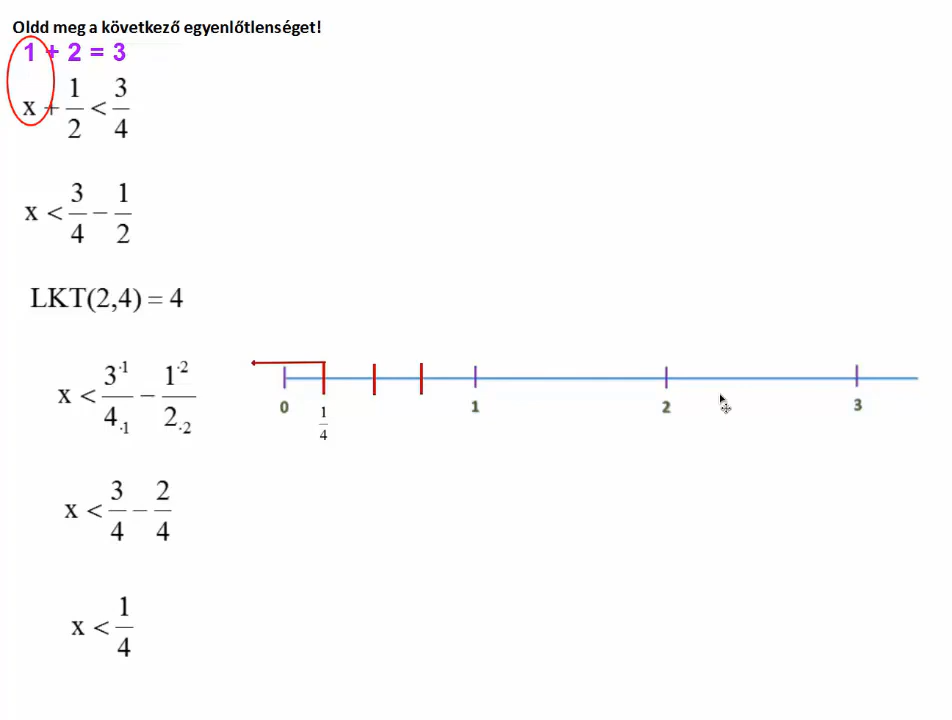 Oldd meg a következő egyenlőtlenséget!
1 + 2 = 3
x + 1/2 < 3/4
x < 3/4 − 1/2
LKT(2,4) = 4
x < 3·1/4·1 − 1·2/2·2
0 1/4 1 2 3
x < 3/4 − 2/4
x < 1/4